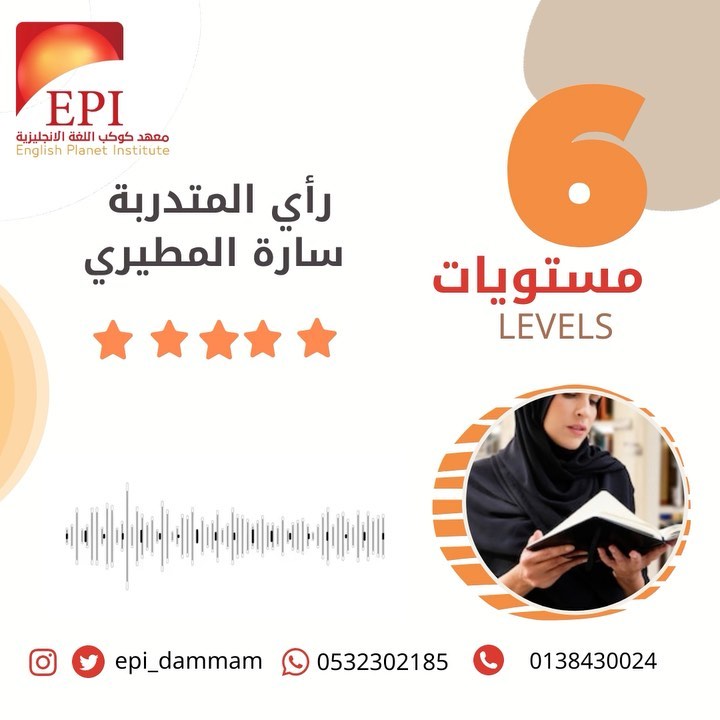 EPI
معهد كوكب اللغة الانجليزية
English Planet Institute
رأي المتدربة
سارة المطيري
6
مستويات
LEVELS
epi_dammam
0532302185
0138430024